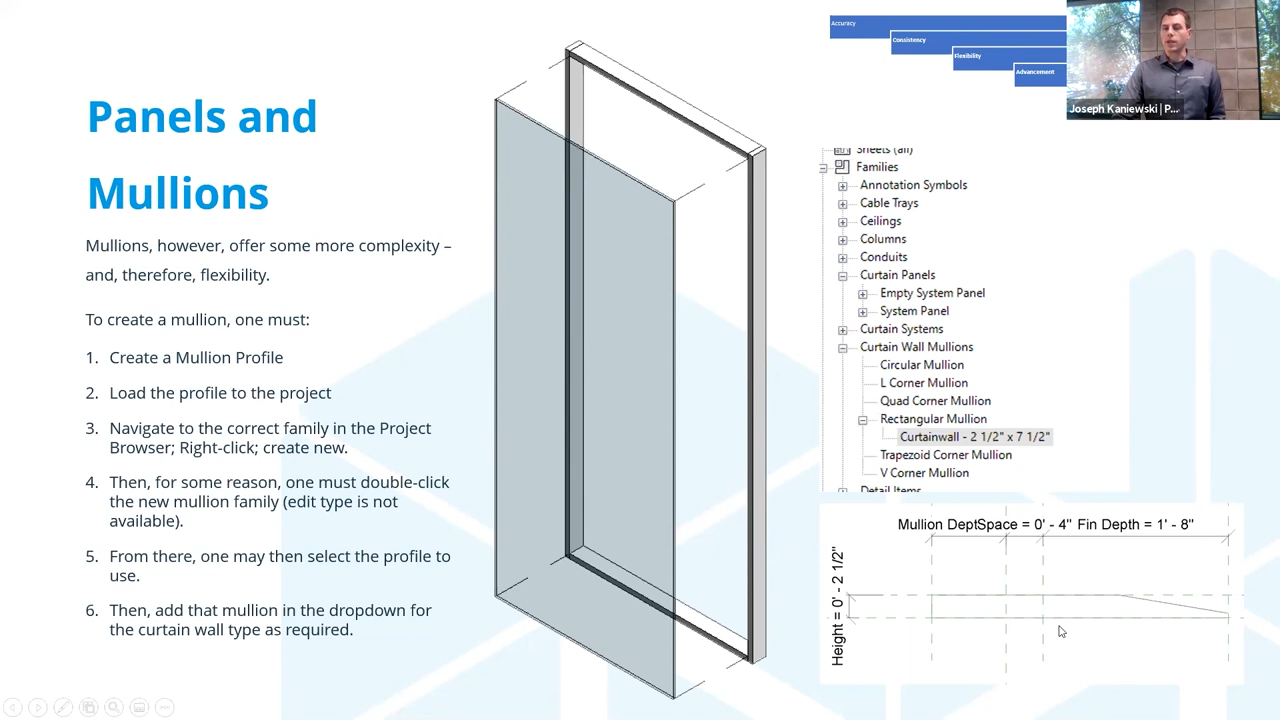 Panels and
Mullions
Mullions, however, offer some more complexity –
and, therefore, flexibility.
To create a mullion, one must:
1. Create a Mullion Profile
2. Load the profile to the project
3. Navigate to the correct family in the Project
Browser; Right-click; create new.
4. Then, for some reason, one must double-click
the new mullion family (edit type is not
available).
5. From there, one may then select the profile to
use.
6. Then, add that mullion in the dropdown for
the curtain wall type as required.
Accuracy
Consistency
Flexibility
Advancement
Joseph Kaniewski | P...
Sheets (all)
Families
Annotation Symbols
Cable Trays
Ceilings
Columns
Conduits
Curtain Panels
Empty System Panel
System Panel
Curtain Systems
Curtain Wall Mullions
Circular Mullion
L Corner Mullion
Quad Corner Mullion
Rectangular Mullion
Curtainwall - 2 1/2" x 7 1/2"
Trapezoid Corner Mullion
V Corner Mullion
Detail Items
Mullion DeptSpace = 0' - 4" Fin Depth = 1' - 8"
Height = 0' - 2 1/2"